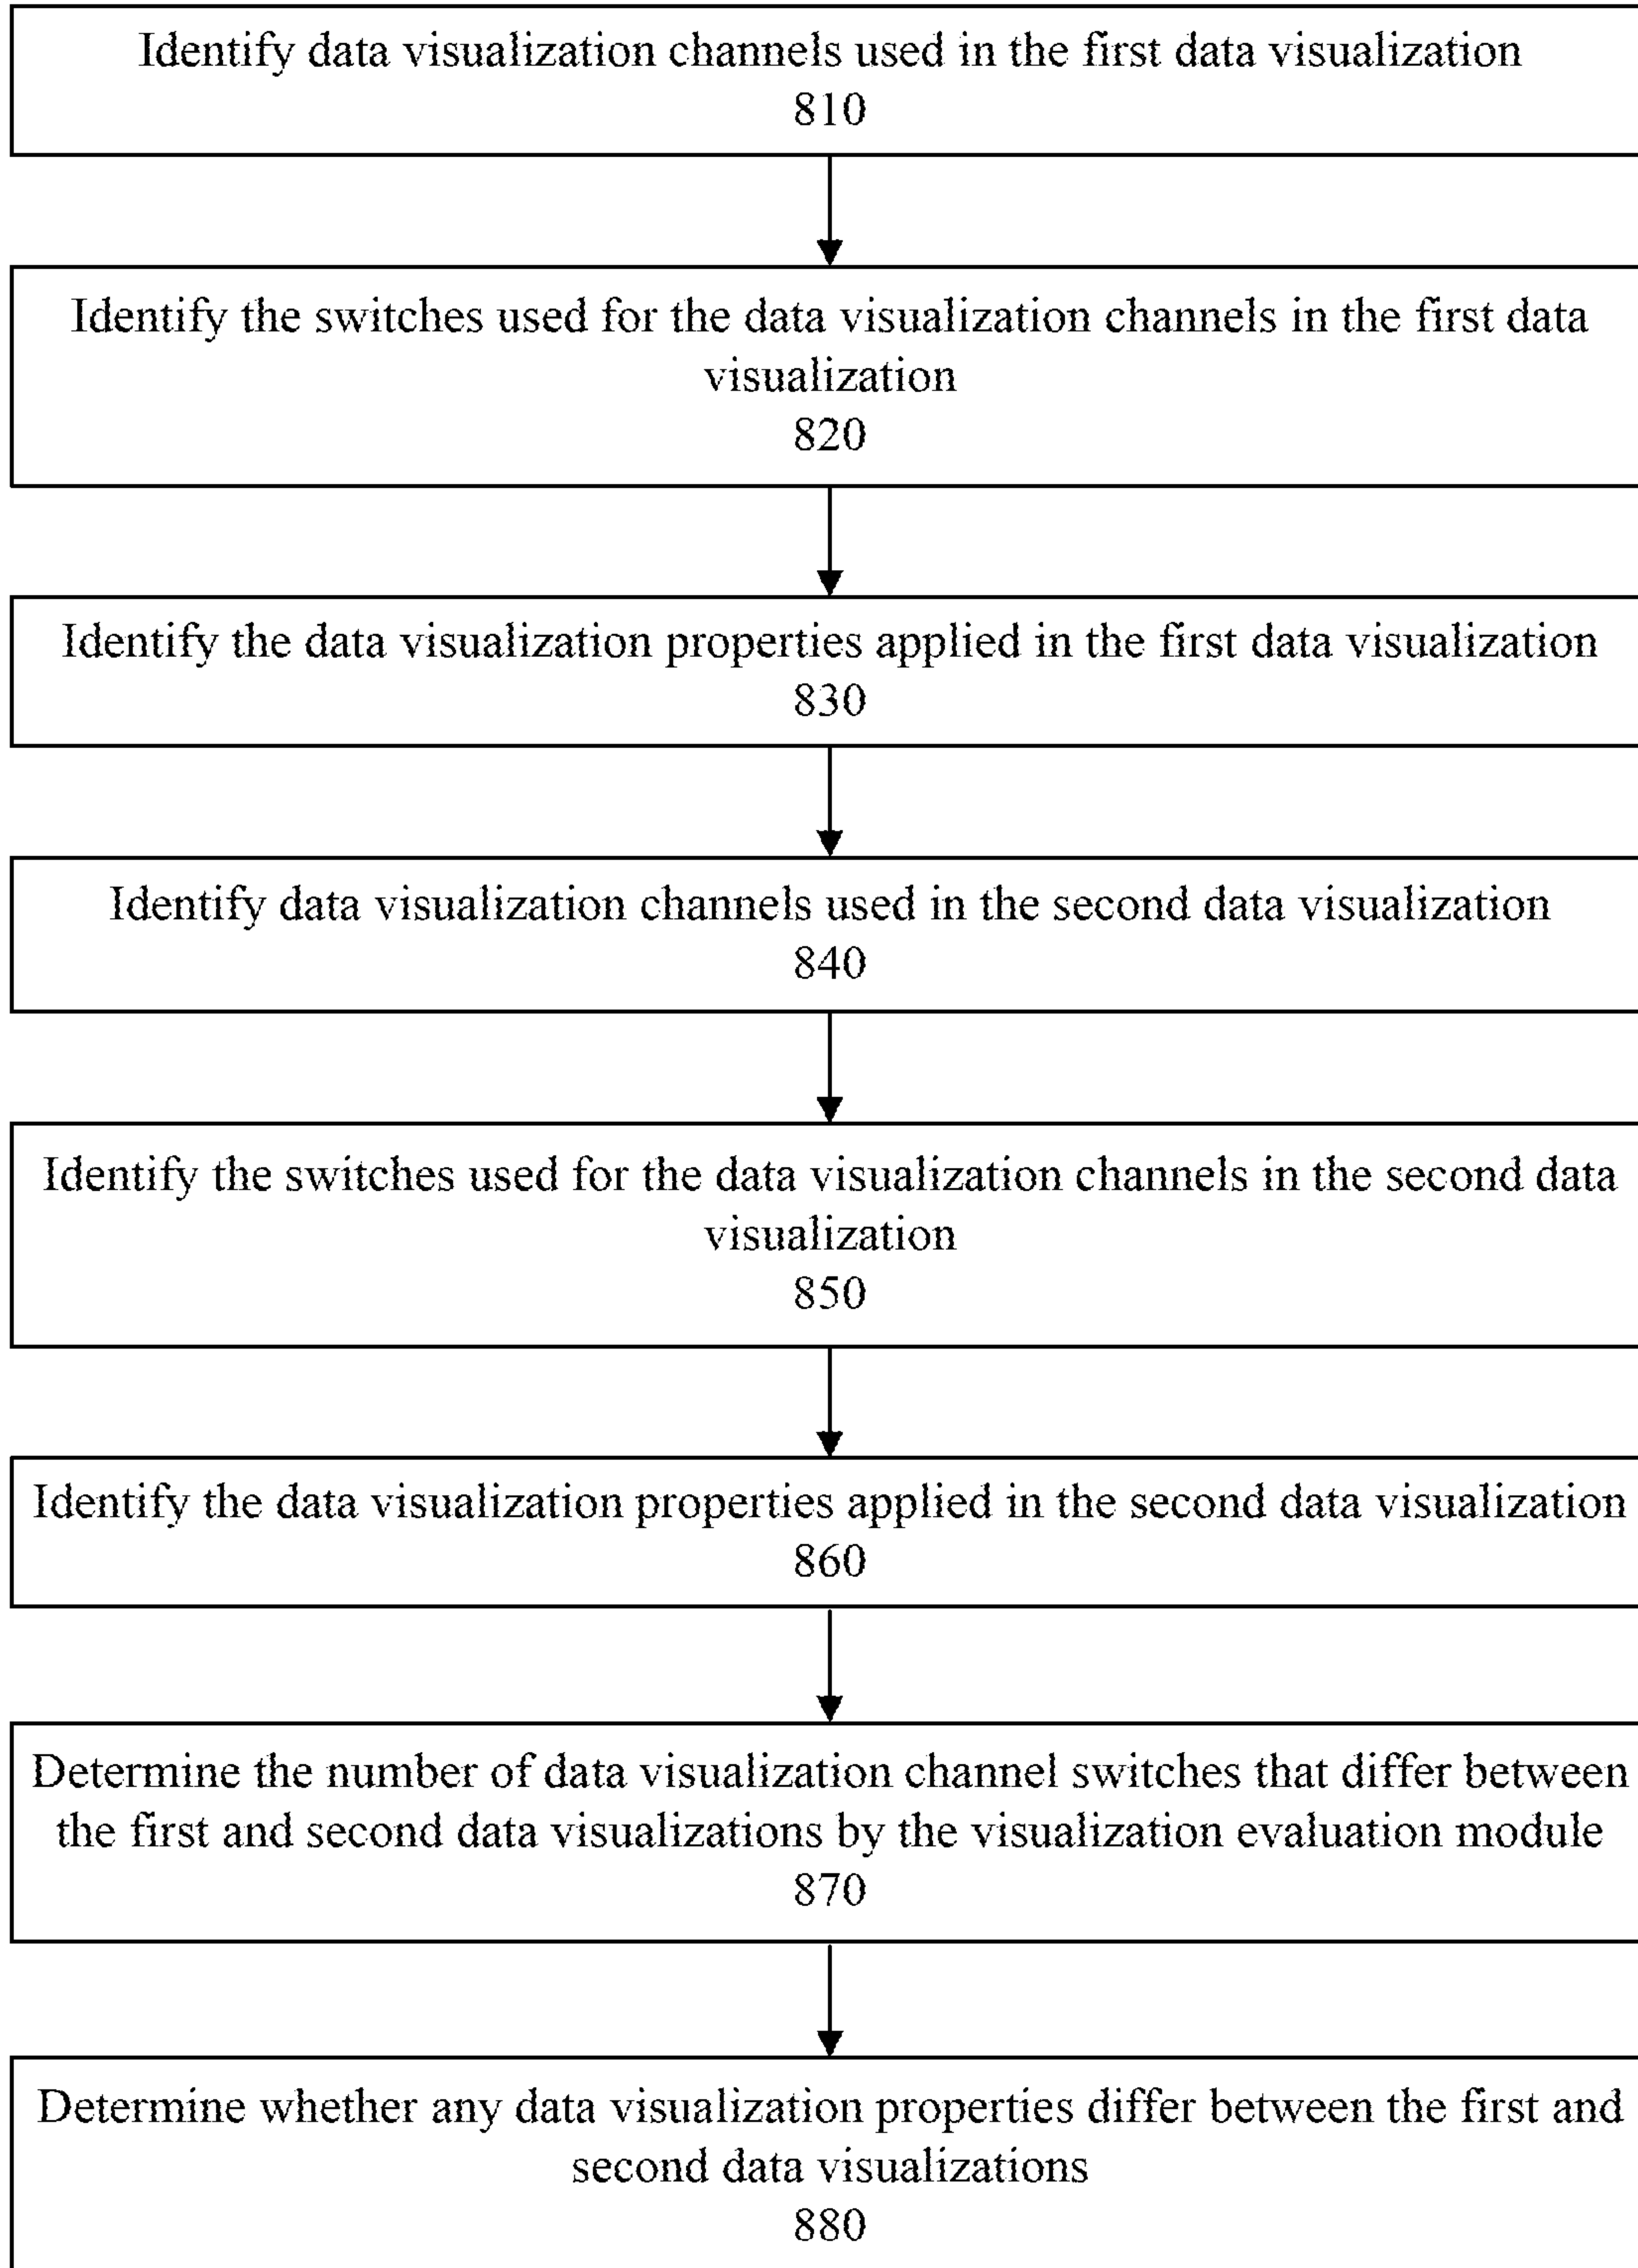 Identify data visualization channels used in the first data visualization
810
Identify the switches used for the data visualization channels in the first data
visualization
820
Identify the data visualization properties applied in the first data visualization
830
Identify data visualization channels used in the second data visualization
840
Identify the switches used for the data visualization channels in the second data
visualization
850
Identify the data visualization properties applied in the second data visualization
860
Determine the number of data visualization channel switches that differ between
the first and second data visualizations by the visualization evaluation module
870
Determine whether any data visualization properties differ between the first and
second data visualizations
880